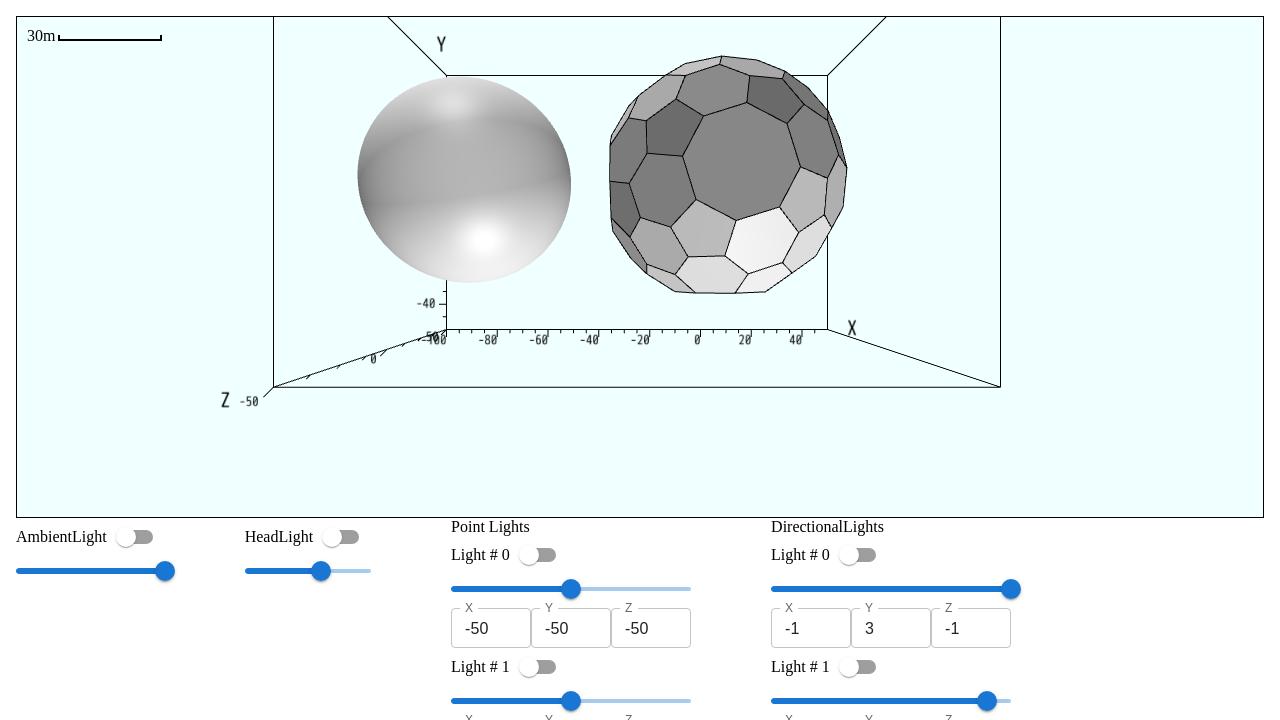 30m
Y
-40
-50
-100 -80 -60 -40 -20 0 20 40
X
0
Z -50
AmbientLight
HeadLight
Point Lights
Light # 0
X Y Z
-50 -50 -50
Light # 1
X Y Z
DirectionalLights
Light # 0
X Y Z
-1 3 -1
Light # 1
X Y Z